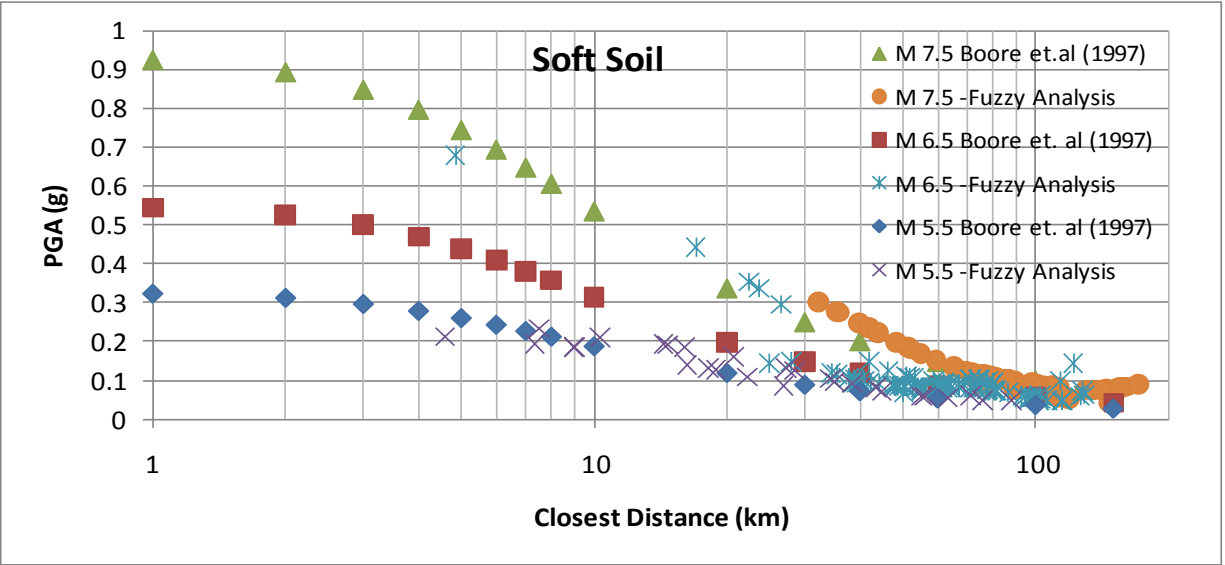 Soft Soil
M 7.5 Boore et.al (1997)
M 7.5 -Fuzzy Analysis
M 6.5 Boore et. al (1997)
M 6.5 -Fuzzy Analysis
M 5.5 Boore et. al (1997)
M 5.5 -Fuzzy Analysis
PGA (g)
1
0.9
0.8
0.7
0.6
0.5
0.4
0.3
0.2
0.1
0
1
10
100
Closest Distance (km)